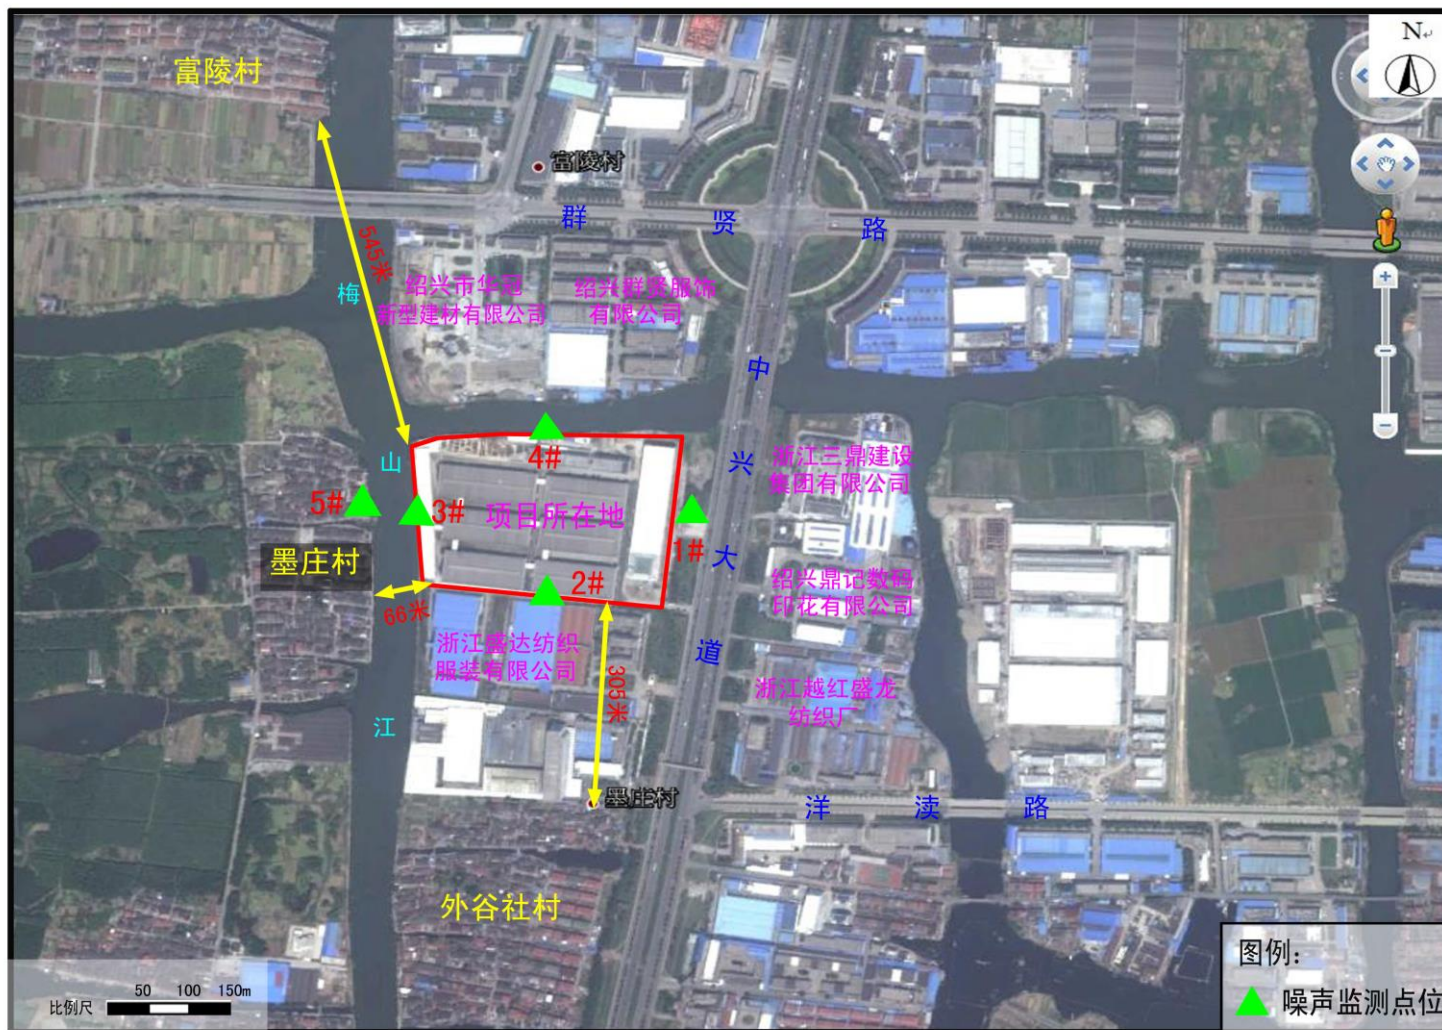 N
富陵村
富陵村
群贤路
545米
梅
绍兴市华冠
新型建材有限公司
绍兴群贤服饰
有限公司
中
兴
大
道
山
江
4#
5#
3#
项目所在地
1#
2#
浙江三鼎建设
集团有限公司
墨庄村
66米
绍兴鼎记数码
印花有限公司
浙江盛达纺织
服装有限公司
305米
浙江越红盛龙
纺织厂
墨庄村
洋渎路
外谷社村
图例:
噪声监测点位
比例尺
50 100 150m